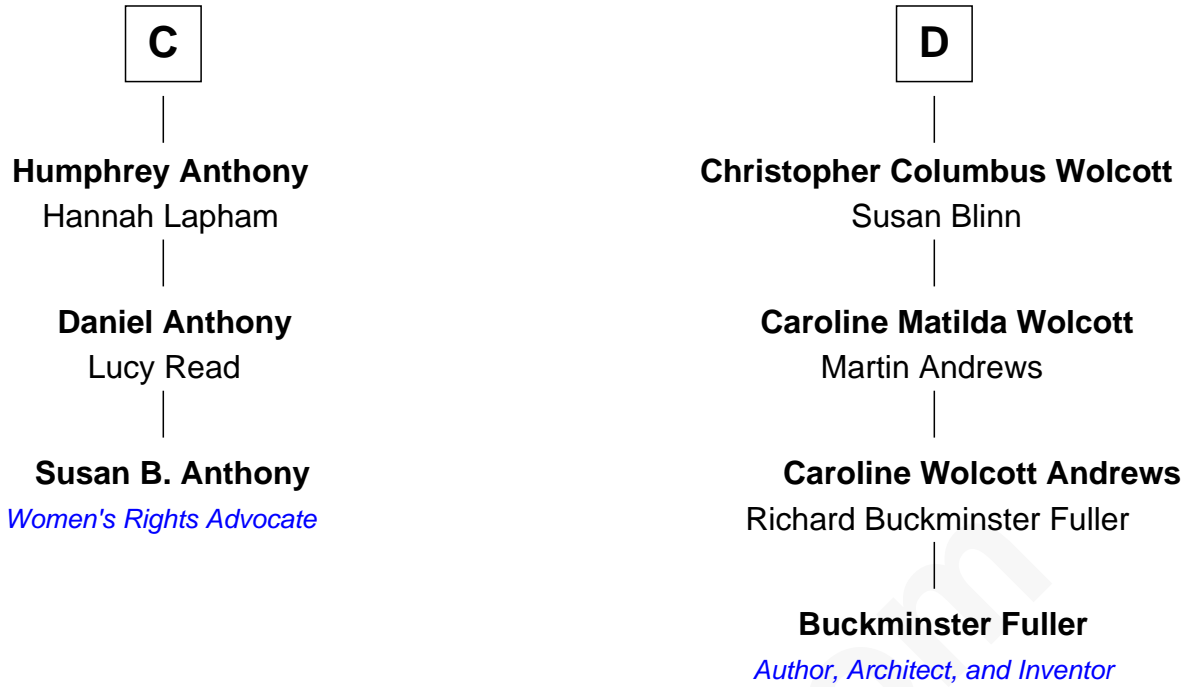 C
Humphrey Anthony
Hannah Lapham
Daniel Anthony
Lucy Read
Susan B. Anthony
Women's Rights Advocate
D
Christopher Columbus Wolcott
Susan Blinn
Caroline Matilda Wolcott
Martin Andrews
Caroline Wolcott Andrews
Richard Buckminster Fuller
Buckminster Fuller
Author, Architect, and Inventor